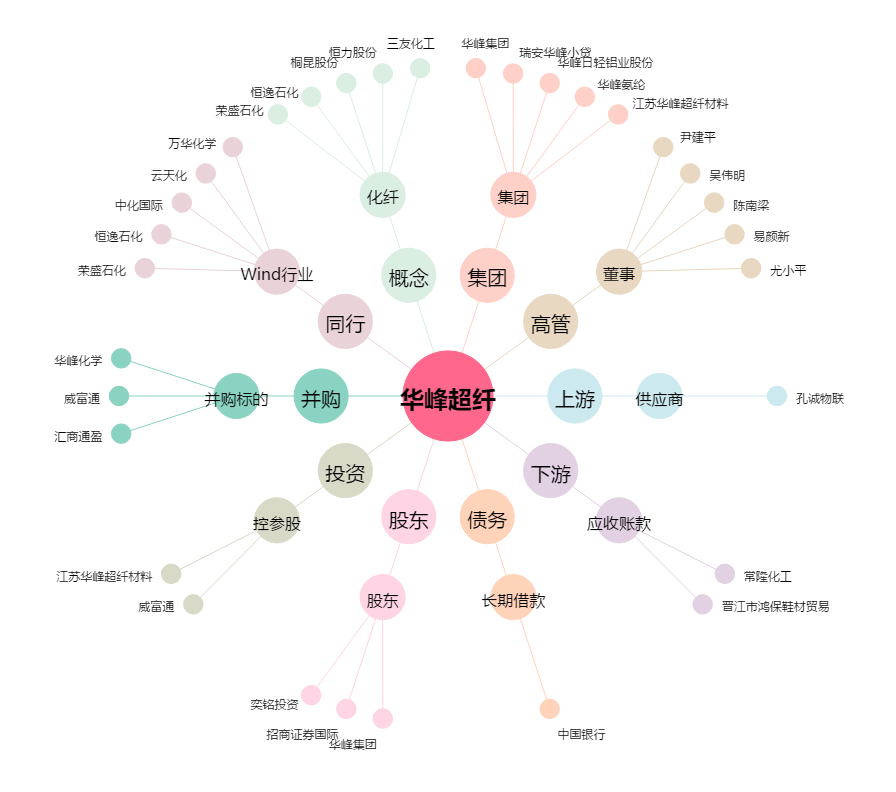 三友化工
华峰集团
恒力股份
瑞安华峰小贷
桐昆股份
华峰日轻铝业股份
恒逸石化
华峰氨纶
荣盛石化
江苏华峰超纤材料
万华化学
尹建平
云天化
吴伟明
化纤
集团
中化国际
陈南梁
恒逸石化
易颜新
荣盛石化
Wind行业
概念
集团
董事
尤小平
同行
高管
华峰化学
威富通
并购标的
并购
华峰超纤
上游
供应商
孔诚物联
汇商通盈
投资
下游
控参股
股东
债务
应收账款
江苏华峰超纤材料
常隆化工
威富通
股东
长期借款
晋江市鸿保鞋材贸易
奕铭投资
招商证券国际
中国银行
华峰集团